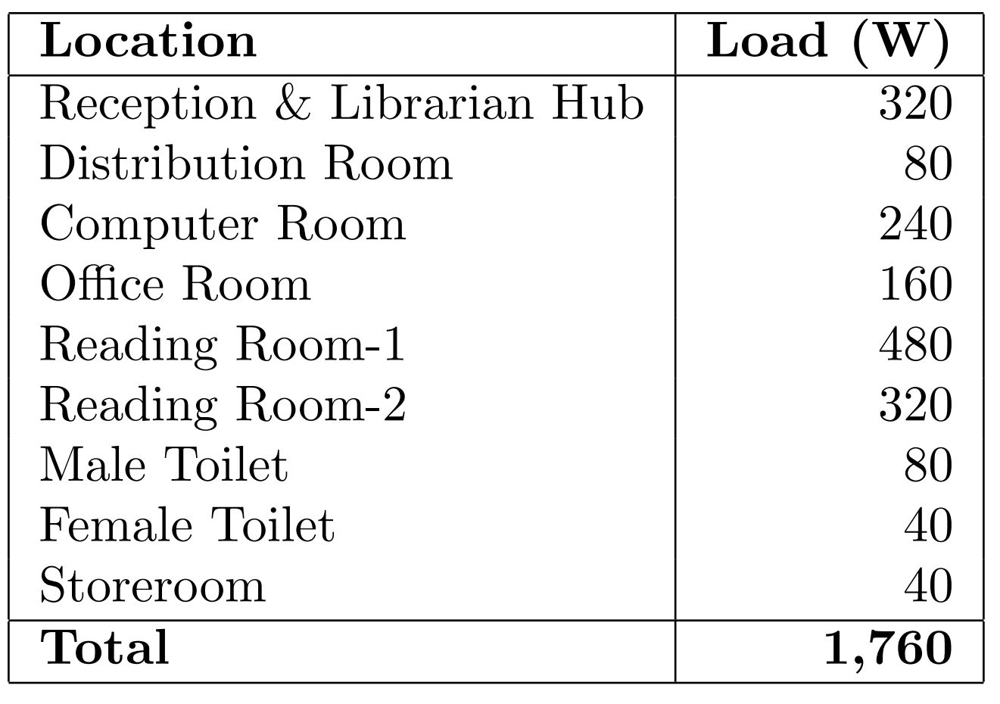 Location Load (W)
Reception & Librarian Hub 320
Distribution Room 80
Computer Room 240
Office Room 160
Reading Room-1 480
Reading Room-2 320
Male Toilet 80
Female Toilet 40
Storeroom 40
Total 1,760